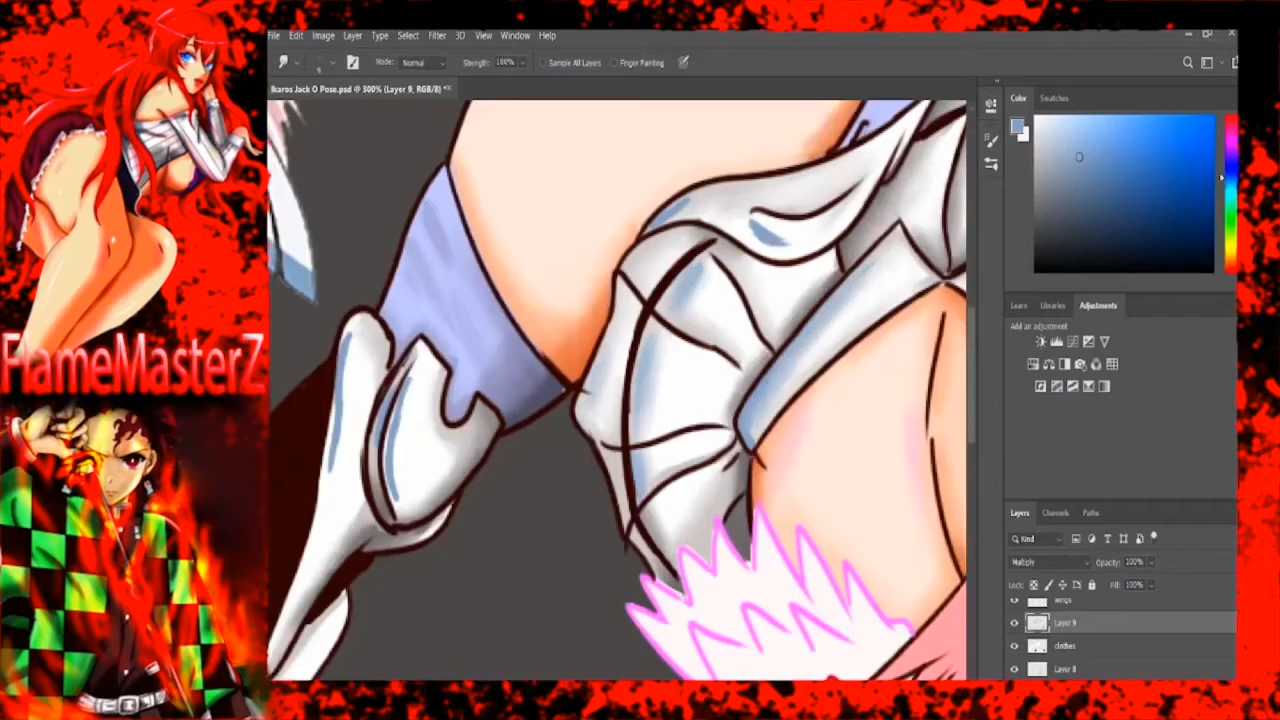 File Edit Image Layer Type Select Filter 3D View Window Help
Mode: Normal Strength: 100% Sample All Layers Finger Painting
Ikaros Jack O Pose.psd @ 300% (Layer 9, RGB/8) *
Color Swatches
FlameMasterZ
Learn Libraries Adjustments
Add an adjustment
Layers Channels Paths
Kind
Multiply Opacity: 100%
Lock: Fill: 100%
wings
Layer 9
clothes
Layer 8